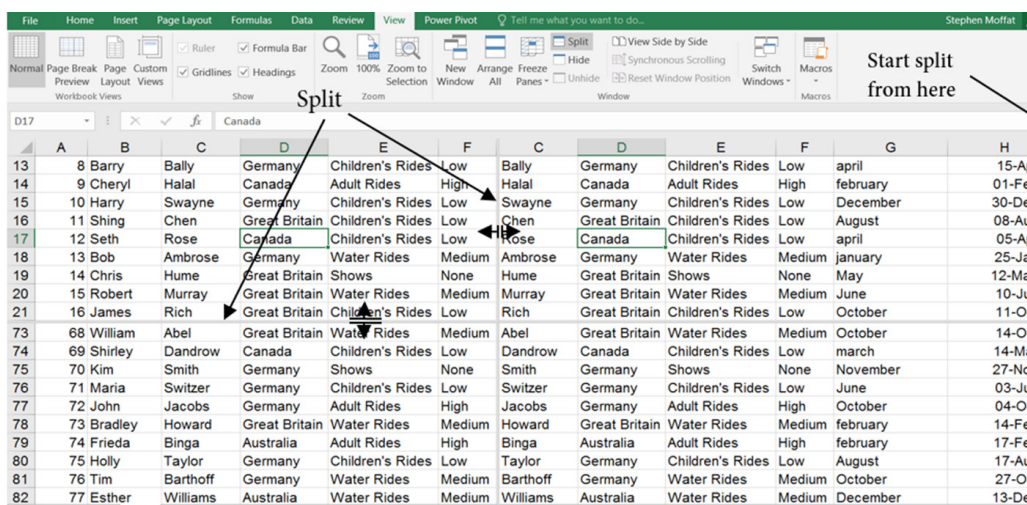 File Home Insert Page Layout Formulas Data Review View Power Pivot Tell me what you want to do... Stephen Moffat
Normal Page Break Preview Page Layout Custom Views
Workbook Views
Ruler Formula Bar
Gridlines Headings
Show
Zoom 100% Zoom to Selection
Zoom
New Window Arrange All Freeze Panes
Split
Hide
Unhide
View Side by Side
Synchronous Scrolling
Reset Window Position
Switch Windows
Window
Macros
Macros
Start split
from here
Split
D17 fx Canada
A B C D E F C D E F G H
13 8 Barry Bally Germany Children's Rides Low Bally Germany Children's Rides Low april 15-A
14 9 Cheryl Halal Canada Adult Rides High Halal Canada Adult Rides High february 01-Fe
15 10 Harry Swayne Germany Children's Rides Low Swayne Germany Children's Rides Low December 30-De
16 11 Shing Chen Great Britain Children's Rides Low Chen Great Britain Children's Rides Low August 08-Au
17 12 Seth Rose Canada Children's Rides Low Rose Canada Children's Rides Low april 05-A
18 13 Bob Ambrose Germany Water Rides Medium Ambrose Germany Water Rides Medium january 25-Ja
19 14 Chris Hume Great Britain Shows None Hume Great Britain Shows None May 12-Ma
20 15 Robert Murray Great Britain Water Rides Medium Murray Great Britain Water Rides Medium June 10-Ju
21 16 James Rich Great Britain Children's Rides Low Rich Great Britain Children's Rides Low October 11-O
73 68 William Abel Great Britain Water Rides Medium Abel Great Britain Water Rides Medium October 14-O
74 69 Shirley Dandrow Canada Children's Rides Low Dandrow Canada Children's Rides Low march 14-Ma
75 70 Kim Smith Germany Shows None Smith Germany Shows None November 27-No
76 71 Maria Switzer Germany Children's Rides Low Switzer Germany Children's Rides Low June 03-Ju
77 72 John Jacobs Germany Adult Rides High Jacobs Germany Adult Rides High October 04-O
78 73 Bradley Howard Great Britain Water Rides Medium Howard Great Britain Water Rides Medium february 14-Fe
79 74 Frieda Binga Australia Adult Rides High Binga Australia Adult Rides High february 17-Fe
80 75 Holly Taylor Germany Children's Rides Low Taylor Germany Children's Rides Low August 17-Au
81 76 Tim Barthoff Germany Water Rides Medium Barthoff Germany Water Rides Medium October 27-O
82 77 Esther Williams Australia Water Rides Medium Williams Australia Water Rides Medium December 13-De